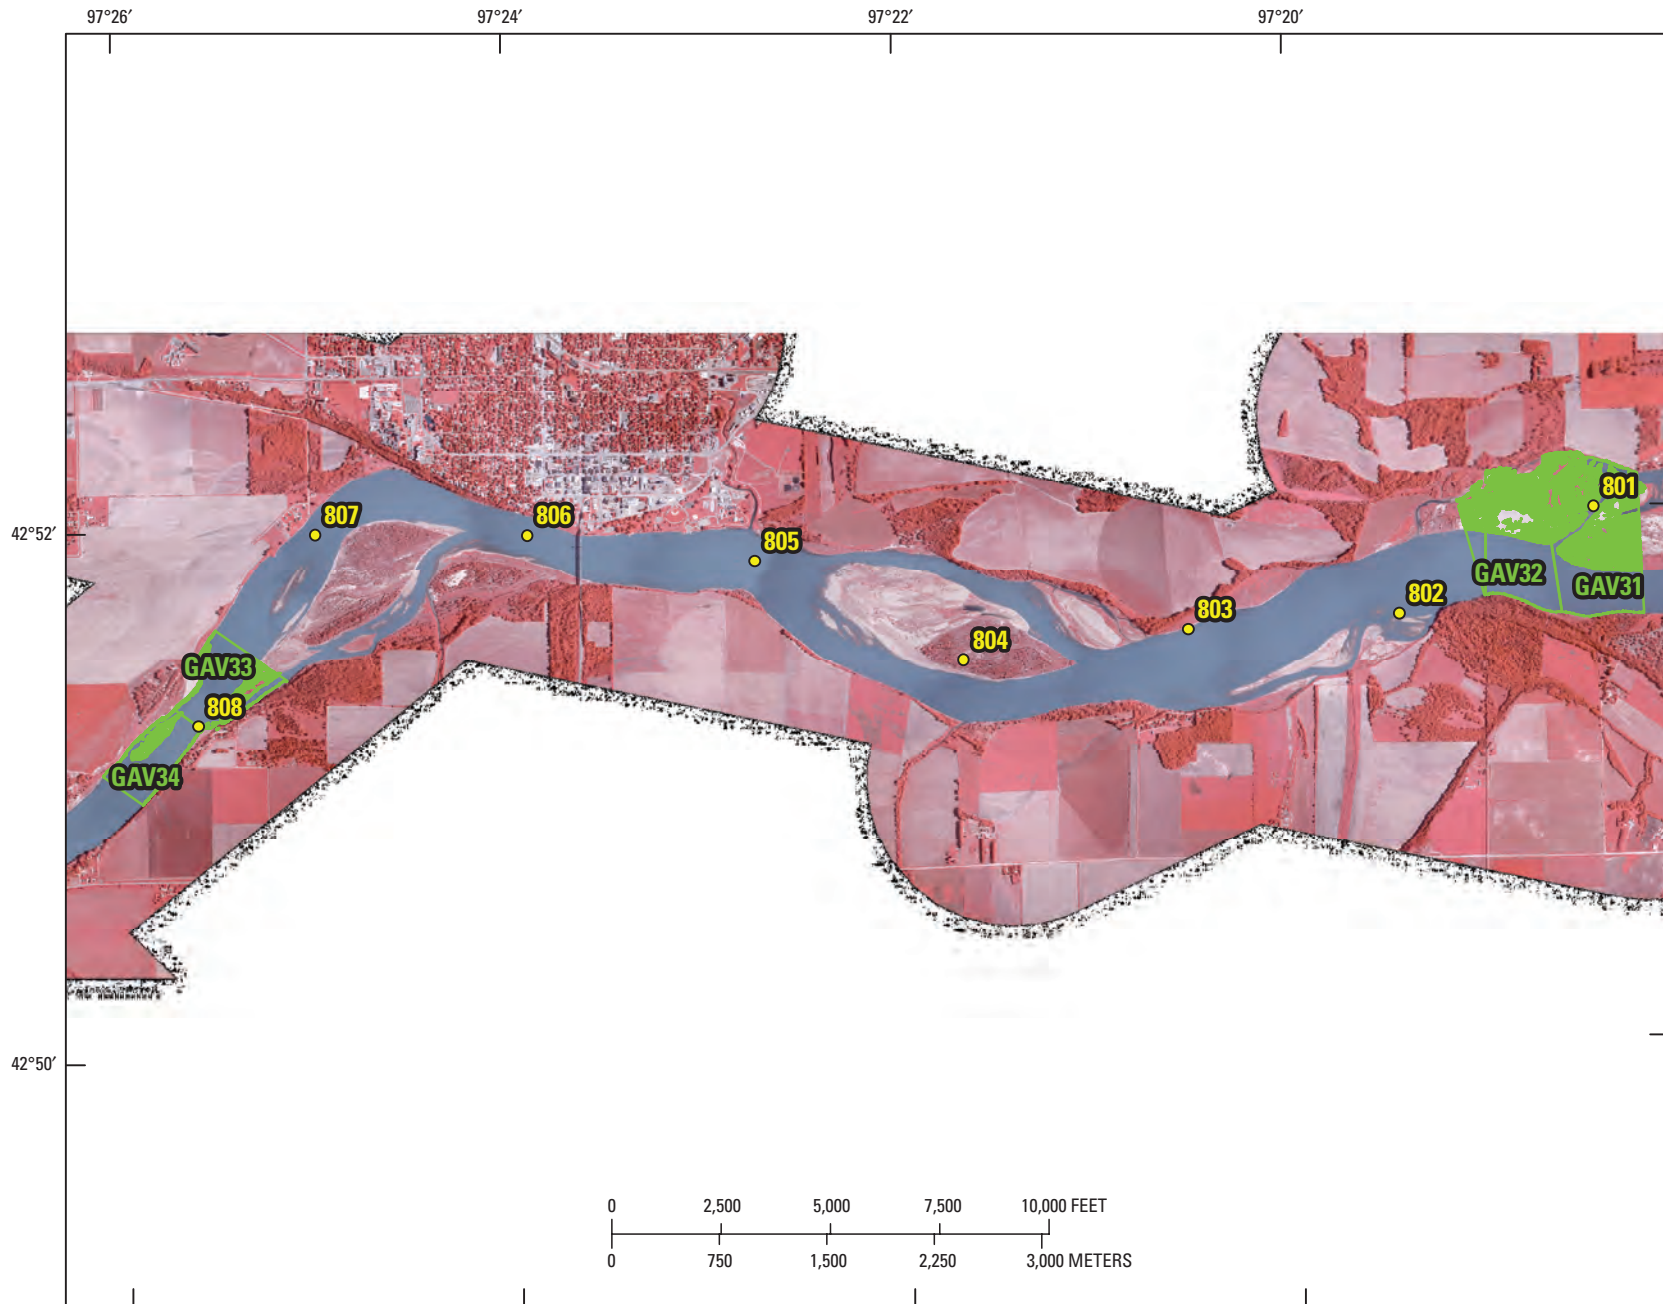 97°26′ 97°24′ 97°22′ 97°20′
801
807 806
42°52′
805
GAV32 GAV31
802
803
804
GAV33
808
GAV34
42°50′
0 2,500 5,000 7,500 10,000 FEET
0 750 1,500 2,250 3,000 METERS